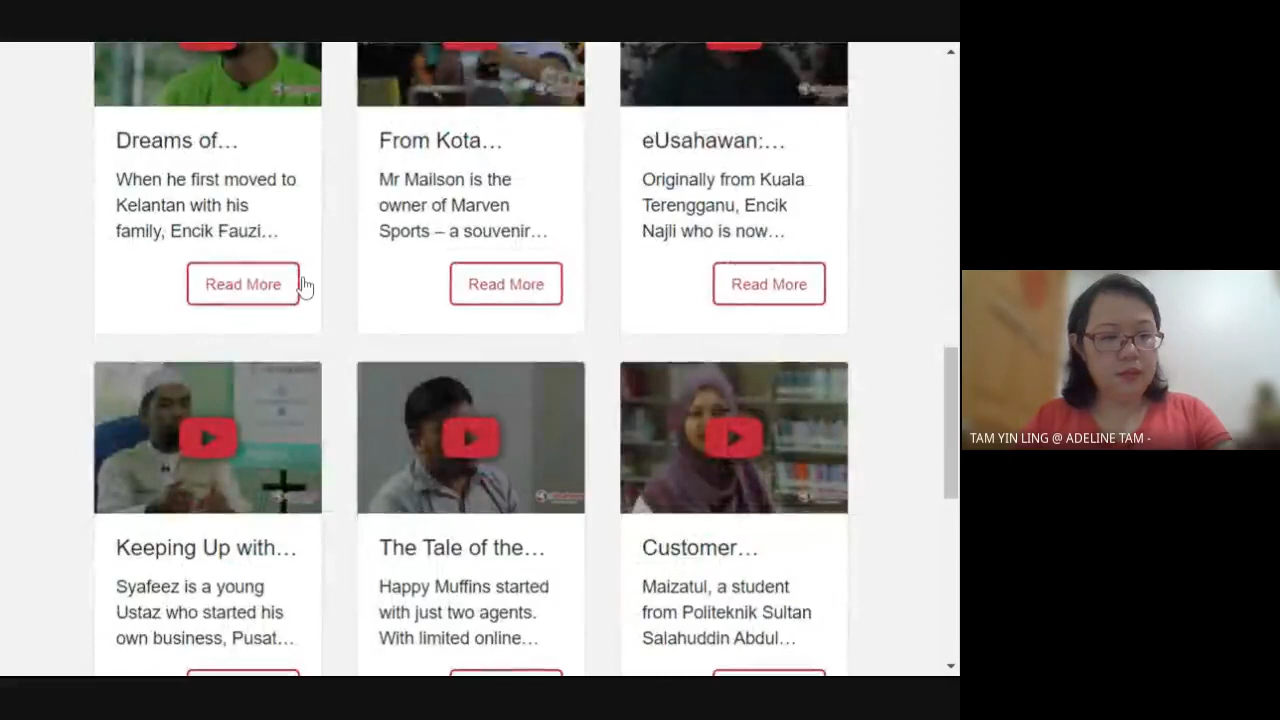 Dreams of…
When he first moved to
Kelantan with his
family, Encik Fauzi…
Read More
From Kota…
Mr Mailson is the
owner of Marven
Sports – a souvenir…
Read More
eUsahawan:…
Originally from Kuala
Terengganu, Encik
Najli who is now…
Read More
Keeping Up with…
Syafeez is a young
Ustaz who started his
own business, Pusat…
The Tale of the…
Happy Muffins started
with just two agents.
With limited online…
Customer…
Maizatul, a student
from Politeknik Sultan
Salahuddin Abdul…
TAM YIN LING @ ADELINE TAM -